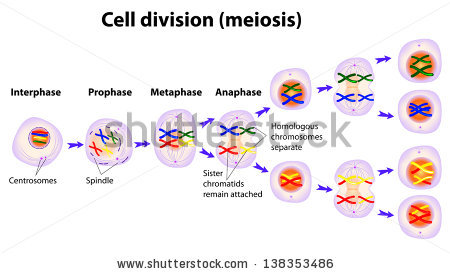 Cell division (meiosis)
Interphase
Prophase
Metaphase
Anaphase
Homologous
chromosomes
separate
Centrosomes
Spindle
Sister
chromatids
remain attached
shutterstock
www.shutterstock.com · 138353486